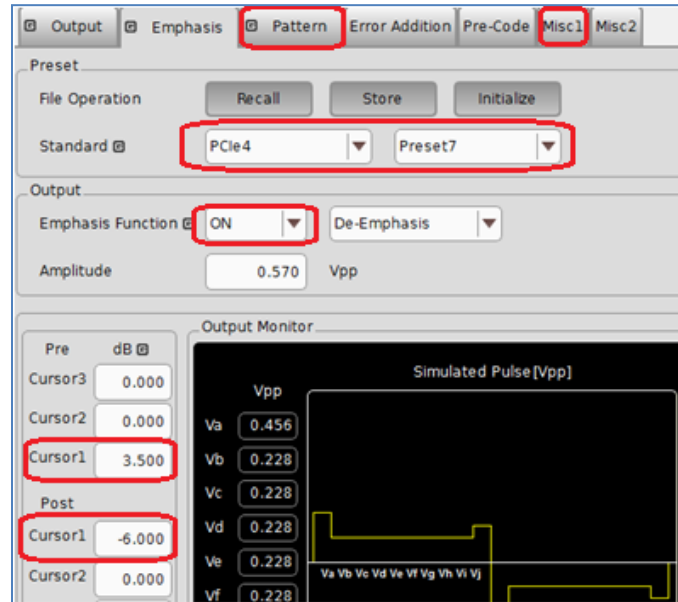 Output Emphasis Pattern Error Addition Pre-Code Misc1 Misc2
Preset
File Operation Recall Store Initialize
Standard PCIe4 Preset7
Output
Emphasis Function ON De-Emphasis
Amplitude 0.570 Vpp
Output Monitor
Pre dB
Simulated Pulse[Vpp]
Cursor3 0.000
Vpp
Cursor2 0.000
Va 0.456
Cursor1 3.500
Vb 0.228
Vc 0.228
Post
Vd 0.228
Cursor1 -6.000
Ve 0.228
Va Vb Vc Vd Ve Vf Vg Vh Vi Vj
Cursor2 0.000
Vf 0.228